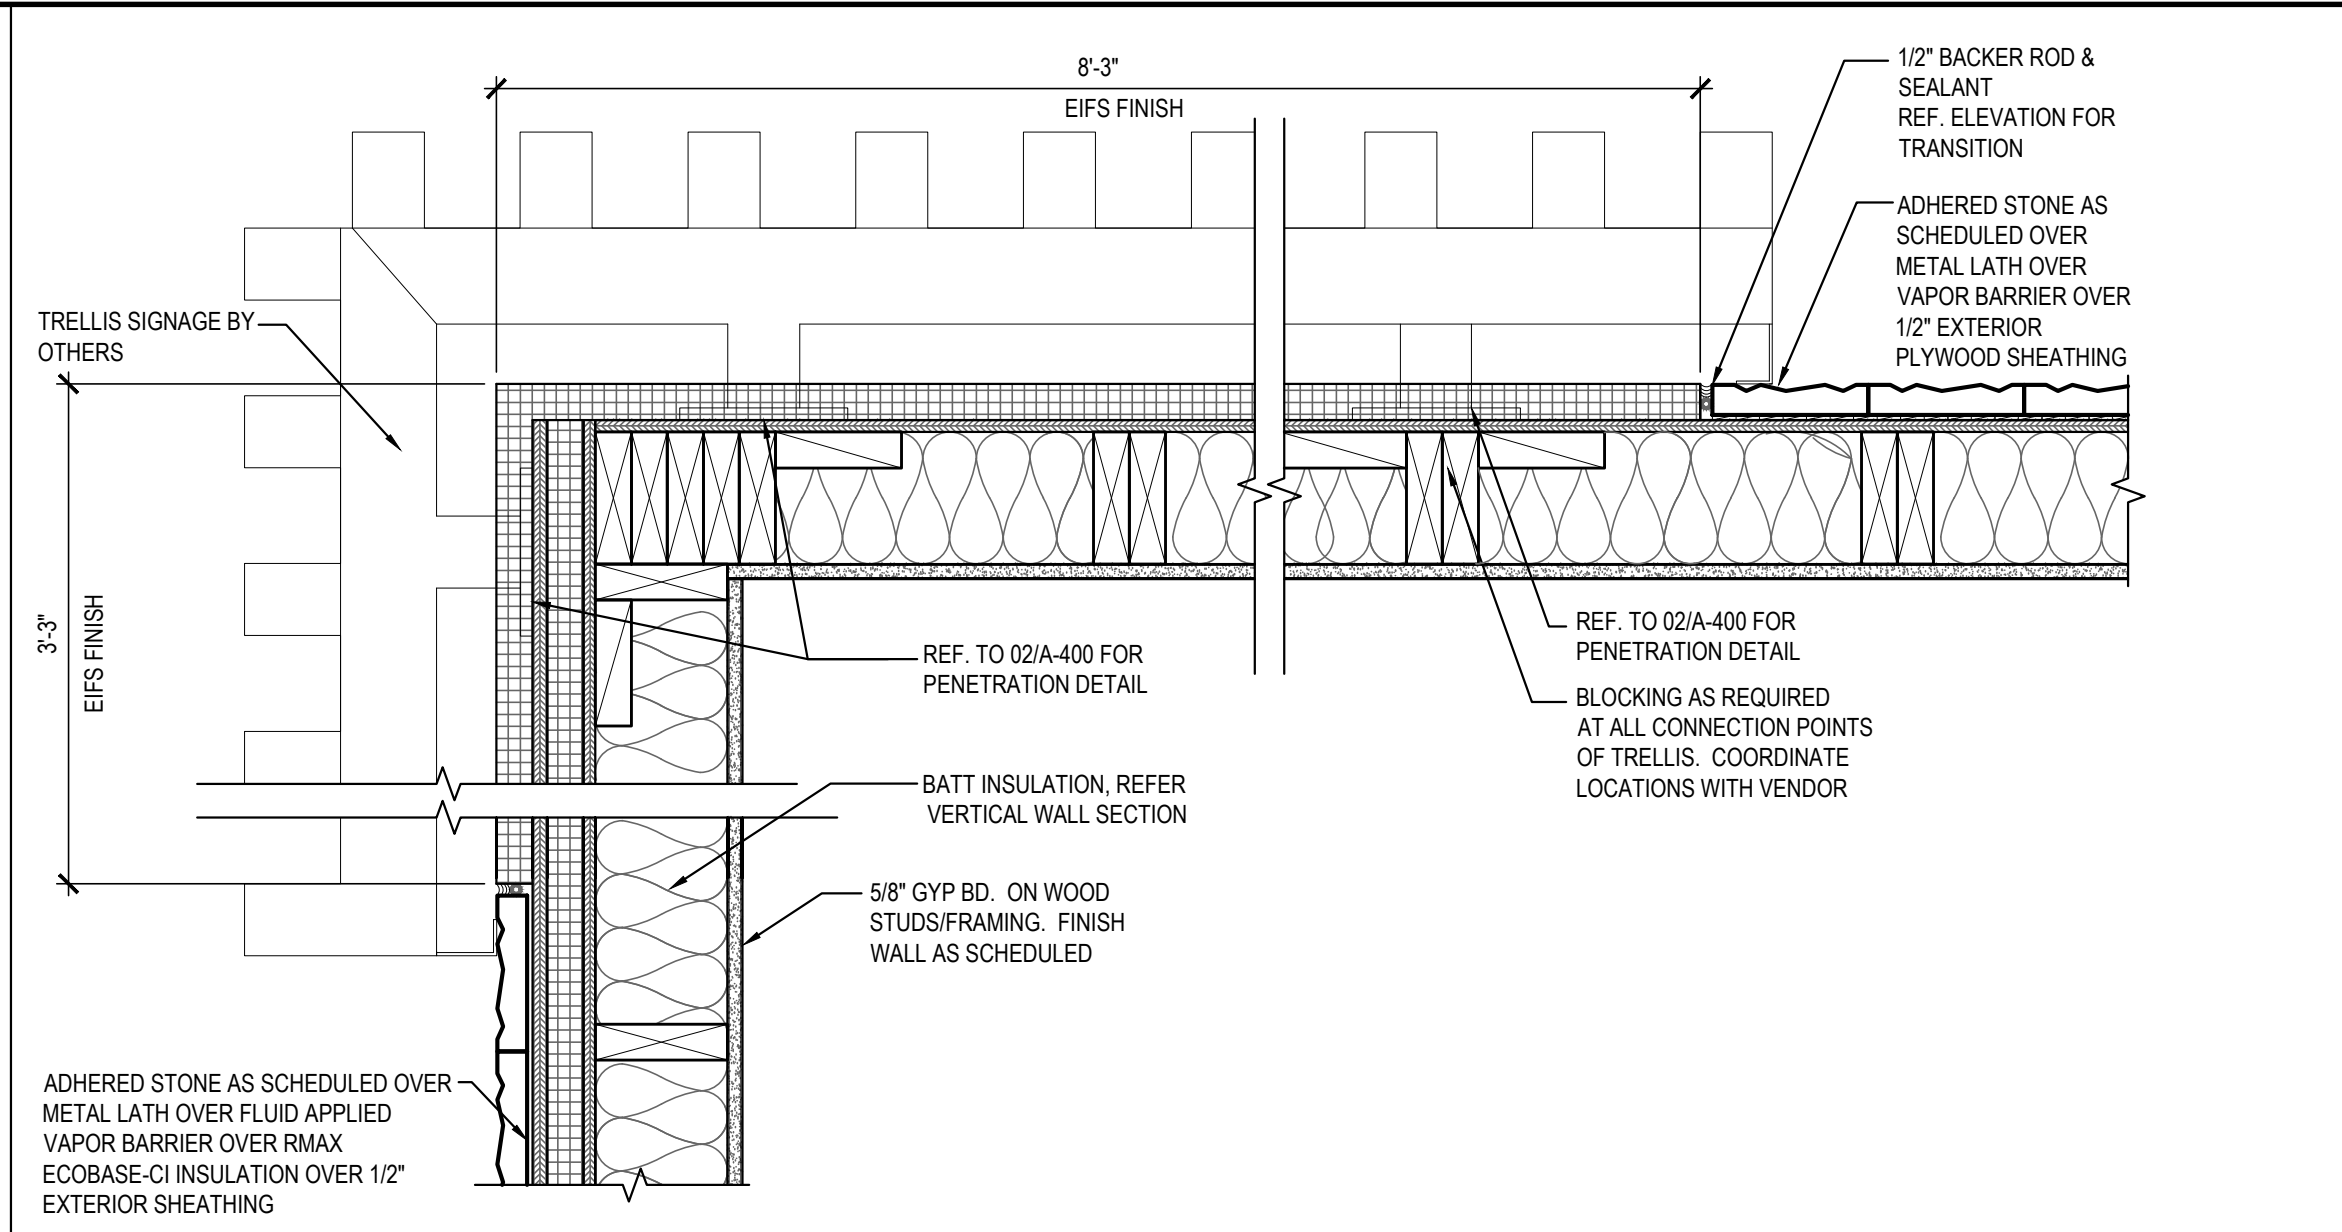 8'-3"
EIFS FINISH
1/2" BACKER ROD &
SEALANT
REF. ELEVATION FOR
TRANSITION
ADHERED STONE AS
SCHEDULED OVER
METAL LATH OVER
VAPOR BARRIER OVER
1/2" EXTERIOR
PLYWOOD SHEATHING
TRELLIS SIGNAGE BY
OTHERS
3'-3"
EIFS FINISH
REF. TO 02/A-400 FOR
PENETRATION DETAIL
REF. TO 02/A-400 FOR
PENETRATION DETAIL
BLOCKING AS REQUIRED
AT ALL CONNECTION POINTS
OF TRELLIS. COORDINATE
LOCATIONS WITH VENDOR
BATT INSULATION, REFER
VERTICAL WALL SECTION
5/8" GYP BD. ON WOOD
STUDS/FRAMING. FINISH
WALL AS SCHEDULED
ADHERED STONE AS SCHEDULED OVER
METAL LATH OVER FLUID APPLIED
VAPOR BARRIER OVER RMAX
ECOBASE-CI INSULATION OVER 1/2"
EXTERIOR SHEATHING